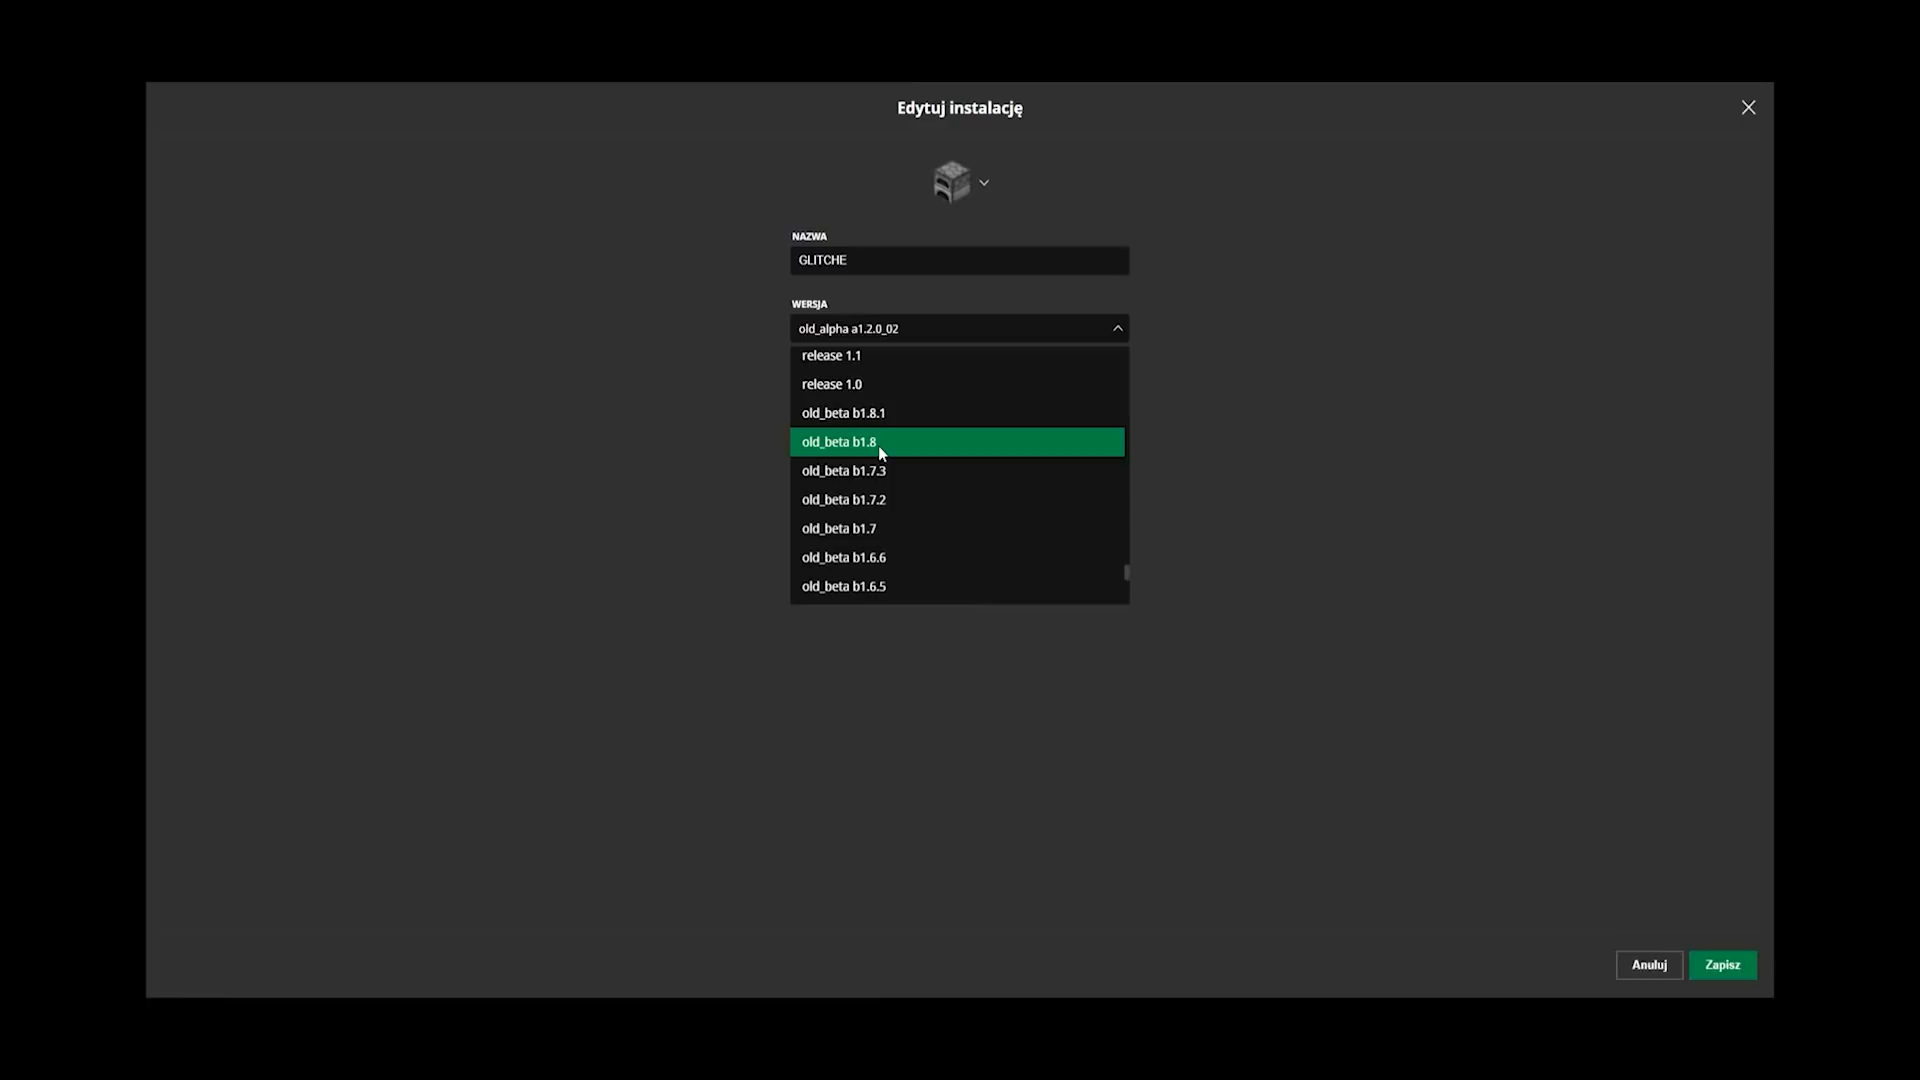 Edytuj instalację
NAZWA
GLITCHE
WERSJA
old_alpha a1.2.0_02
release 1.1
release 1.0
old_beta b1.8.1
old_beta b1.8
old_beta b1.7.3
old_beta b1.7.2
old_beta b1.7
old_beta b1.6.6
old_beta b1.6.5
Anuluj
Zapisz